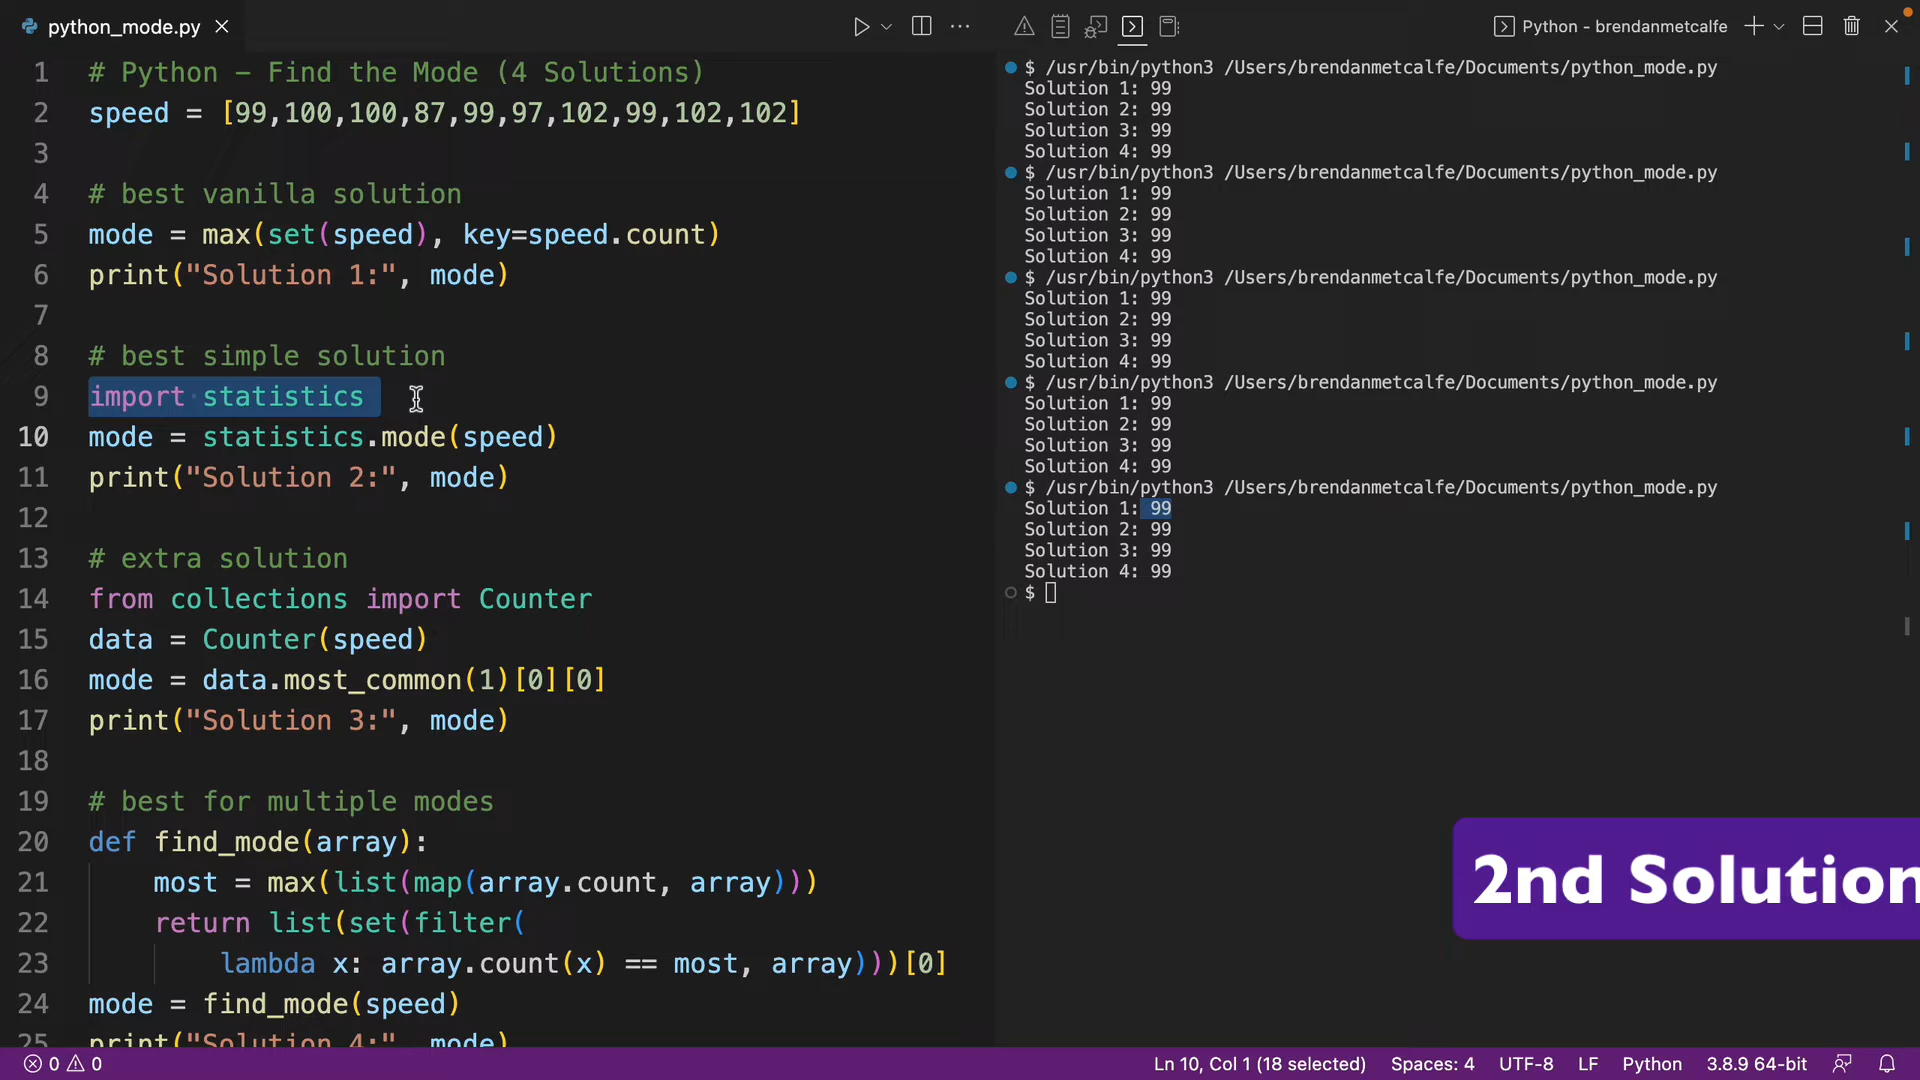 python_mode.py
Python - brendanmetcalfe
1 # Python – Find the Mode (4 Solutions)
2 speed = [99,100,100,87,99,97,102,99,102,102]
3
4 # best vanilla solution
5 mode = max(set(speed), key=speed.count)
6 print("Solution 1:", mode)
7
8 # best simple solution
9 import statistics
10 mode = statistics.mode(speed)
11 print("Solution 2:", mode)
12
13 # extra solution
14 from collections import Counter
15 data = Counter(speed)
16 mode = data.most_common(1)[0][0]
17 print("Solution 3:", mode)
18
19 # best for multiple modes
20 def find_mode(array):
21 most = max(list(map(array.count, array)))
22 return list(set(filter(
23 lambda x: array.count(x) == most, array)))[0]
24 mode = find_mode(speed)
25 print("Solution 4:", mode)
$ /usr/bin/python3 /Users/brendanmetcalfe/Documents/python_mode.py
Solution 1: 99
Solution 2: 99
Solution 3: 99
Solution 4: 99
$ /usr/bin/python3 /Users/brendanmetcalfe/Documents/python_mode.py
Solution 1: 99
Solution 2: 99
Solution 3: 99
Solution 4: 99
$ /usr/bin/python3 /Users/brendanmetcalfe/Documents/python_mode.py
Solution 1: 99
Solution 2: 99
Solution 3: 99
Solution 4: 99
$ /usr/bin/python3 /Users/brendanmetcalfe/Documents/python_mode.py
Solution 1: 99
Solution 2: 99
Solution 3: 99
Solution 4: 99
$ /usr/bin/python3 /Users/brendanmetcalfe/Documents/python_mode.py
Solution 1: 99
Solution 2: 99
Solution 3: 99
Solution 4: 99
$
2nd Solution
0 0
Ln 10, Col 1 (18 selected) Spaces: 4 UTF-8 LF Python 3.8.9 64-bit